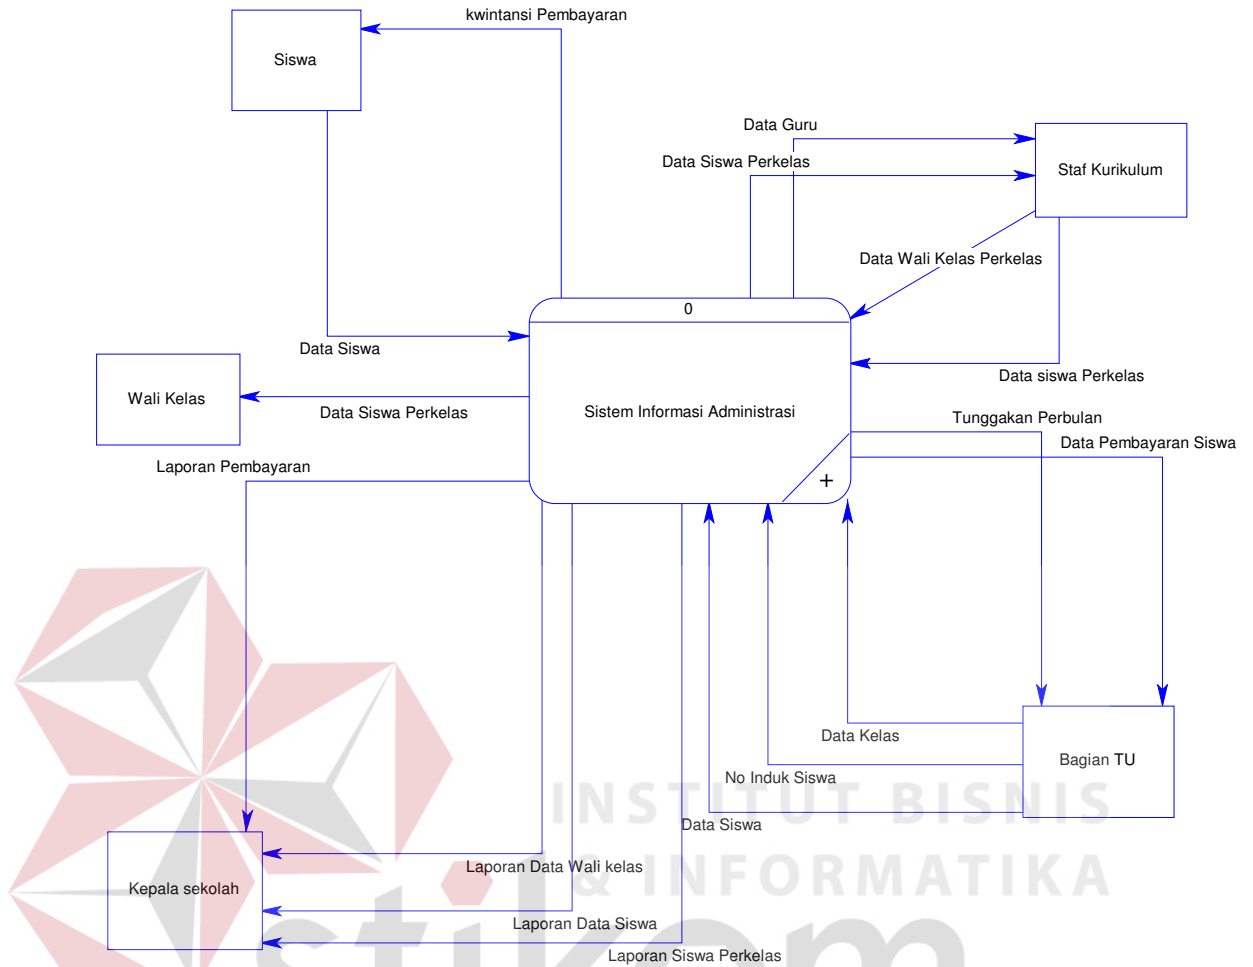 kwintansi Pembayaran
Siswa
Data Guru
Data Siswa Perkelas
Staf Kurikulum
Data Wali Kelas Perkelas
0
Data Siswa
Data siswa Perkelas
Wali Kelas
Data Siswa Perkelas
Sistem Informasi Administrasi
Tunggakan Perbulan
Data Pembayaran Siswa
Laporan Pembayaran
+
Data Kelas
Bagian TU
No Induk Siswa
INSTITUT BISNIS
Data Siswa
Laporan Data Wali kelas
& INFORMATIKA
Kepala sekolah
Laporan Data Siswa
stikom
Laporan Siswa Perkelas